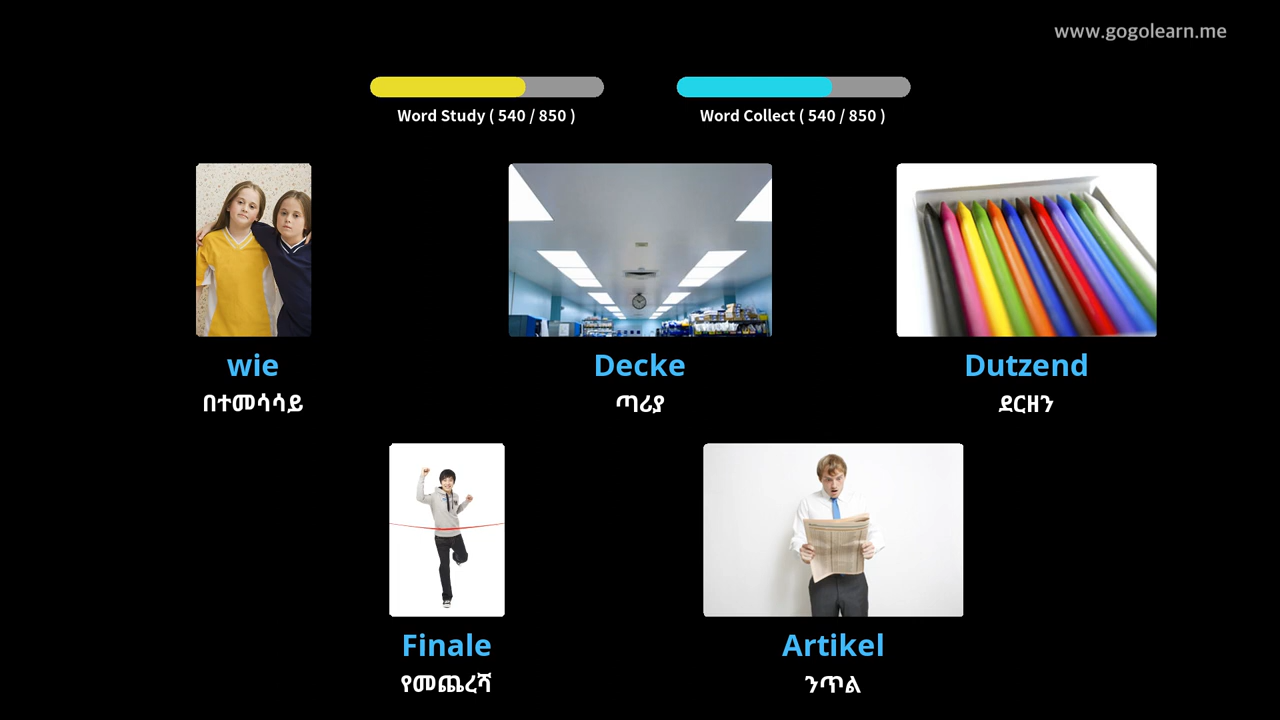 www.gogolearn.me
Word Study ( 540 / 850 )
Word Collect ( 540 / 850 )
wie
በተመሳሳይ
Decke
ጣሪያ
Dutzend
ደርዘን
Finale
የመጨረሻ
Artikel
ንጥል